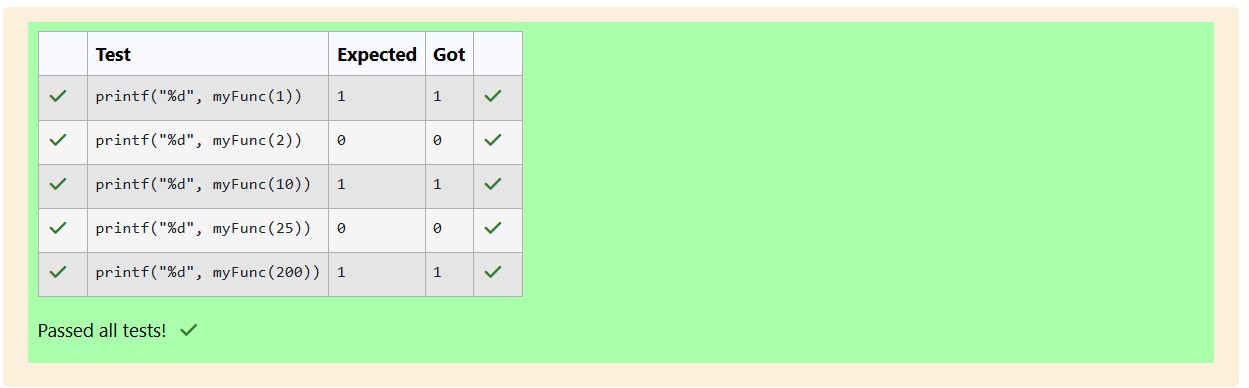 Test Expected Got
printf("%d", myFunc(1)) 1 1
printf("%d", myFunc(2)) 0 0
printf("%d", myFunc(10)) 1 1
printf("%d", myFunc(25)) 0 0
printf("%d", myFunc(200)) 1 1
Passed all tests!